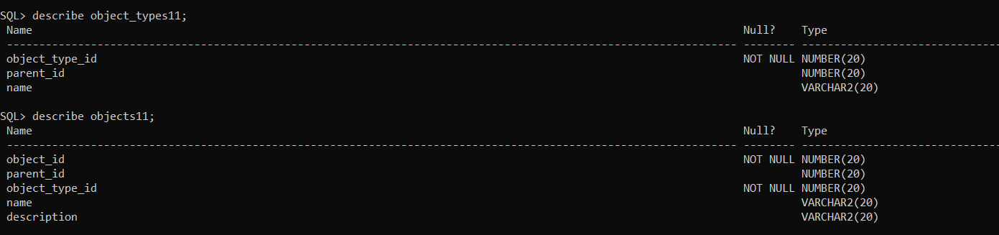 SQL> describe object_types11;
Name Null? Type
----------------------------------------------------------------------------------------------------------------- -------- -------------------------------
object_type_id NOT NULL NUMBER(20)
parent_id NUMBER(20)
name VARCHAR2(20)
SQL> describe objects11;
Name Null? Type
----------------------------------------------------------------------------------------------------------------- -------- -------------------------------
object_id NOT NULL NUMBER(20)
parent_id NUMBER(20)
object_type_id NOT NULL NUMBER(20)
name VARCHAR2(20)
description VARCHAR2(20)